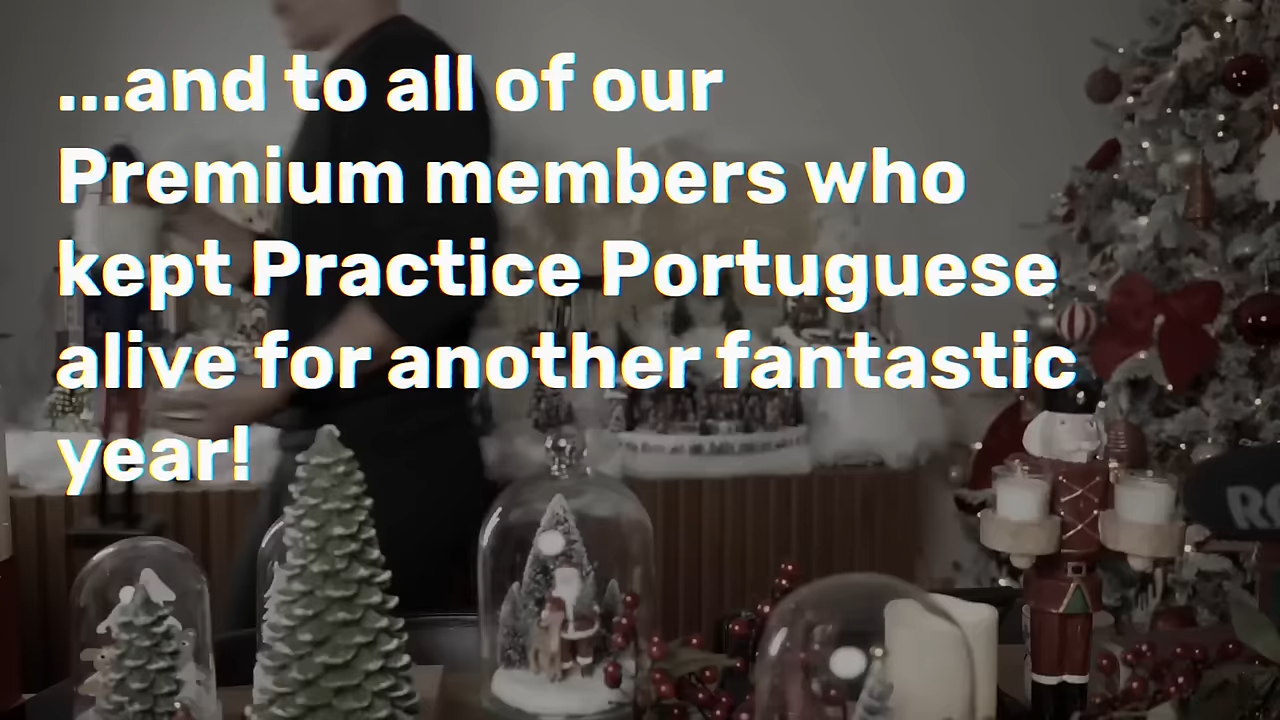 ...and to all of our
Premium members who
kept Practice Portuguese
alive for another fantastic
year!